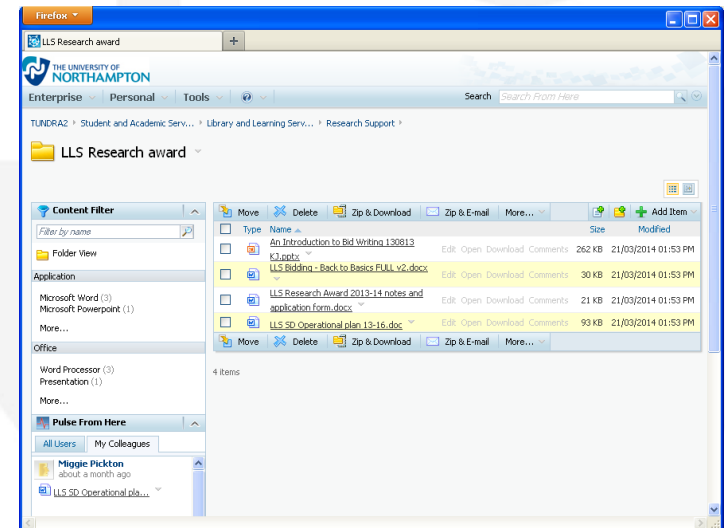 Firefox
LLS Research award
THE UNIVERSITY OF
NORTHAMPTON
Enterprise Personal Tools
Search Search From Here
TUNDRA2 Student and Academic Serv... Library and Learning Serv... Research Support
LLS Research award
Content Filter
Filter by name
Folder View
Application
Microsoft Word (3)
Microsoft Powerpoint (1)
More...
Office
Word Processor (3)
Presentation (1)
More...
Pulse From Here
All Users My Colleagues
Miggie Pickton
about a month ago
LLS SD Operational pla...
Move Delete Zip & Download Zip & E-mail More... Add Item
Type Name Size Modified
An Introduction to Bid Writing 130813
KJ.pptx Edit Open Download Comments 262 KB 21/03/2014 01:53 PM
LLS Bidding - Back to Basics FULL v2.docx
Edit Open Download Comments 30 KB 21/03/2014 01:53 PM
LLS Research Award 2013-14 notes and
application form.docx Edit Open Download Comments 21 KB 21/03/2014 01:53 PM
LLS SD Operational plan 13-16.doc Edit Open Download Comments 93 KB 21/03/2014 01:53 PM
Move Delete Zip & Download Zip & E-mail More...
4 items